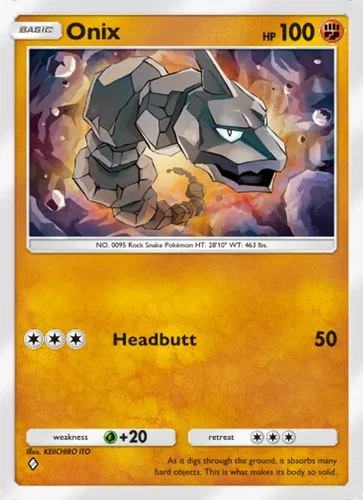 BASIC Onix HP 100
NO. 0095 Rock Snake Pokémon HT: 28'10" WT: 463 lbs.
Headbutt 50
weakness +20 retreat
Illus. KEIICHIRO ITO
As it digs through the ground, it absorbs many
hard objects. This is what makes its body so solid.